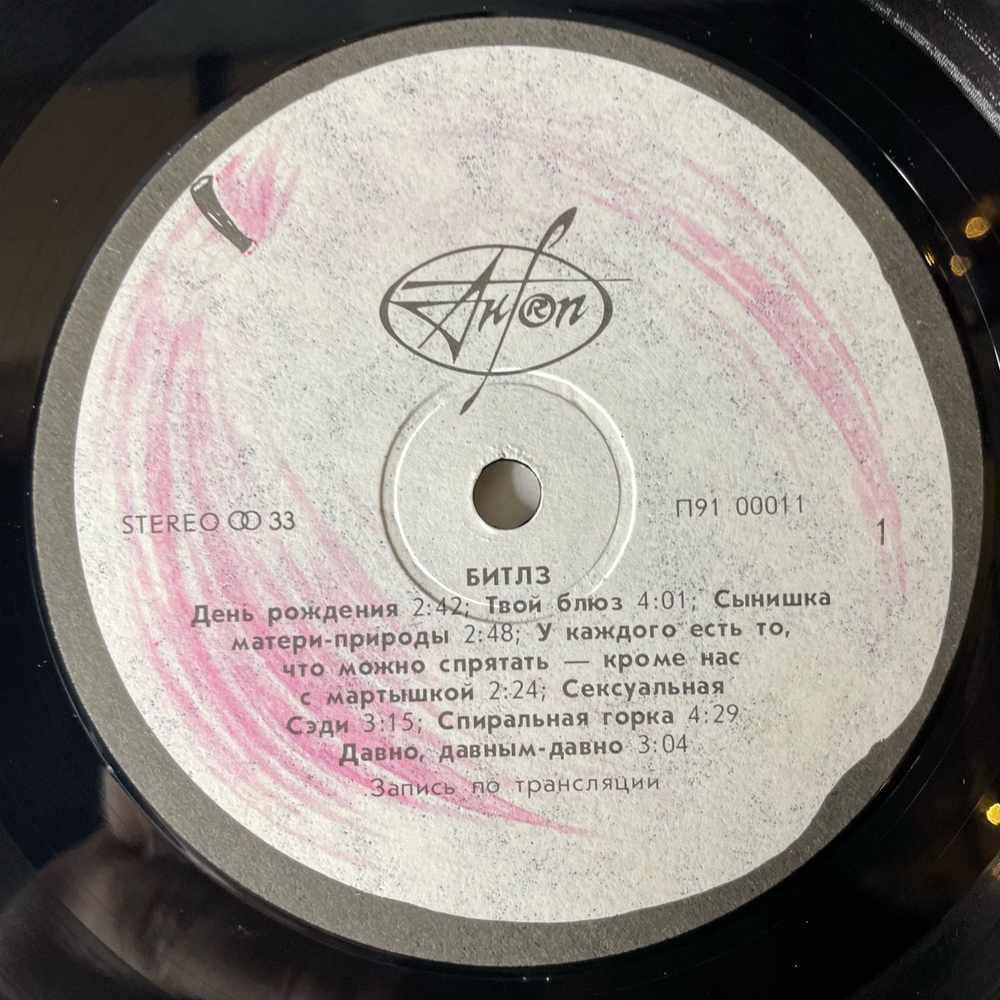 Антроп
®
STEREO 33
П91 00011
1
БИТЛЗ
День рождения 2:42; Твой блюз 4:01; Сынишка
матери-природы 2:48; У каждого есть то,
что можно спрятать — кроме нас
с мартышкой 2:24; Сексуальная
Сэди 3:15; Спиральная горка 4:29
Давно, давным-давно 3:04
Запись по трансляции